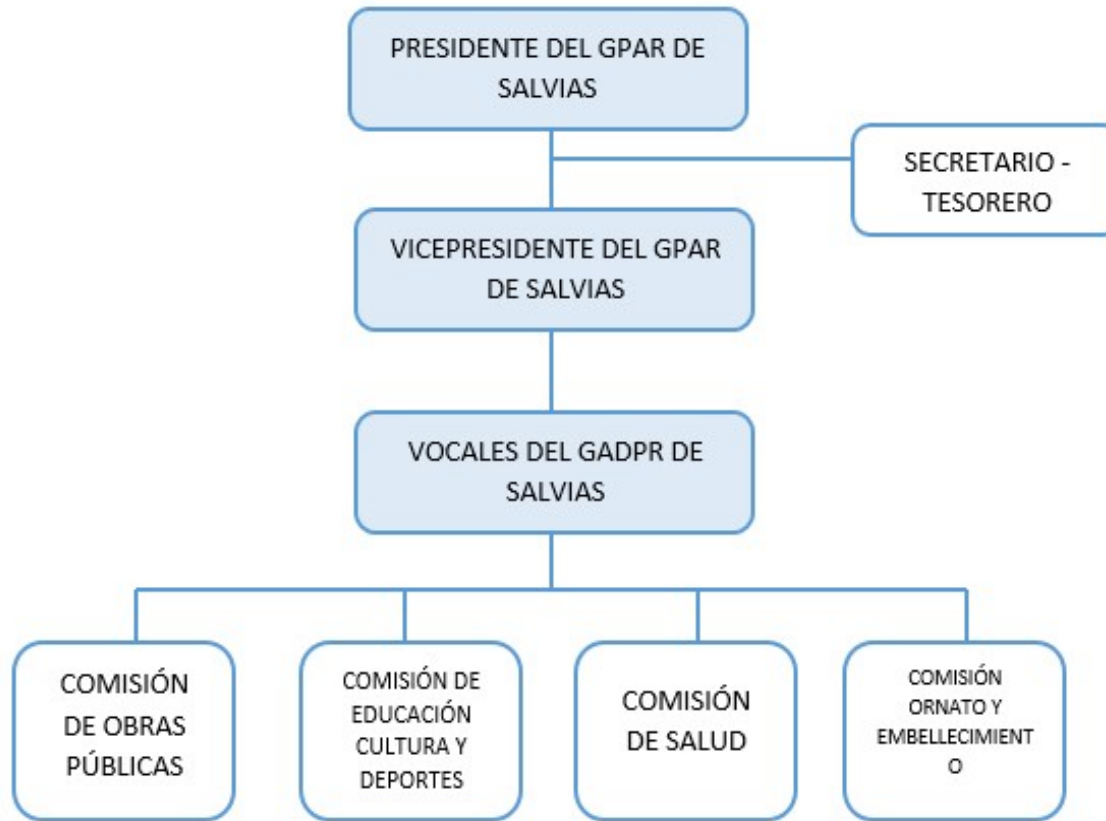 PRESIDENTE DEL GPAR DE
SALVIAS
SECRETARIO -
TESORERO
VICEPRESIDENTE DEL GPAR
DE SALVIAS
VOCALES DEL GADPR DE
SALVIAS
COMISIÓN
DE OBRAS
PÚBLICAS
COMISIÓN DE
EDUCACIÓN
CULTURA Y
DEPORTES
COMISIÓN
DE SALUD
COMISIÓN
ORNATO Y
EMBELLECIMIENT
O